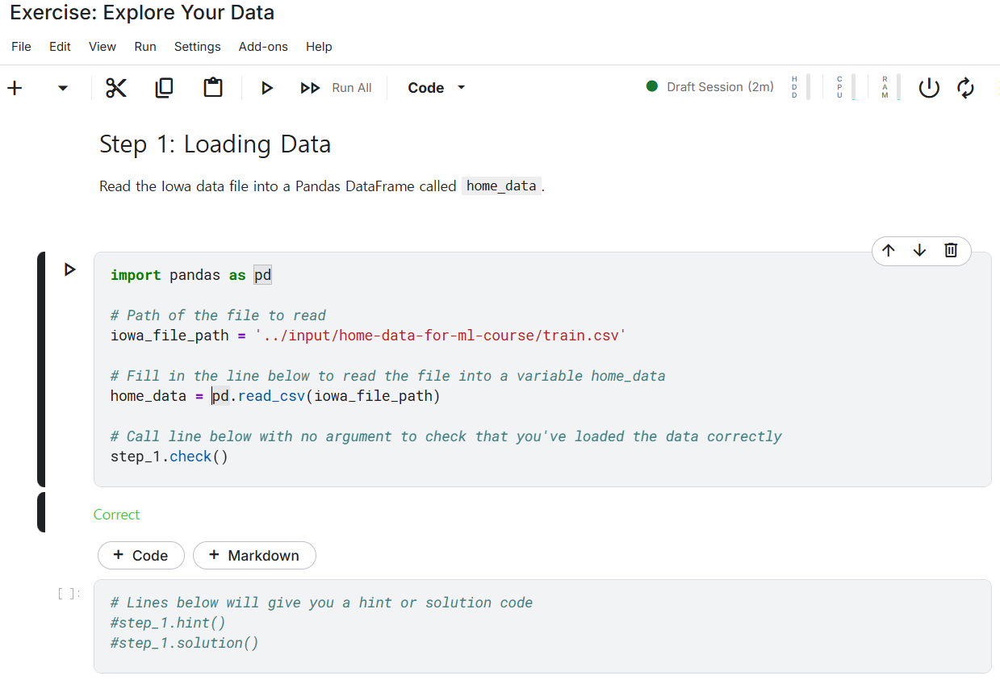 Exercise: Explore Your Data
File Edit View Run Settings Add-ons Help
Run All Code Draft Session (2m) HDD CPU RAM
Step 1: Loading Data
Read the Iowa data file into a Pandas DataFrame called home_data.
import pandas as pd
# Path of the file to read
iowa_file_path = '../input/home-data-for-ml-course/train.csv'
# Fill in the line below to read the file into a variable home_data
home_data = pd.read_csv(iowa_file_path)
# Call line below with no argument to check that you've loaded the data correctly
step_1.check()
Correct
+ Code + Markdown
[ ]:
# Lines below will give you a hint or solution code
#step_1.hint()
#step_1.solution()